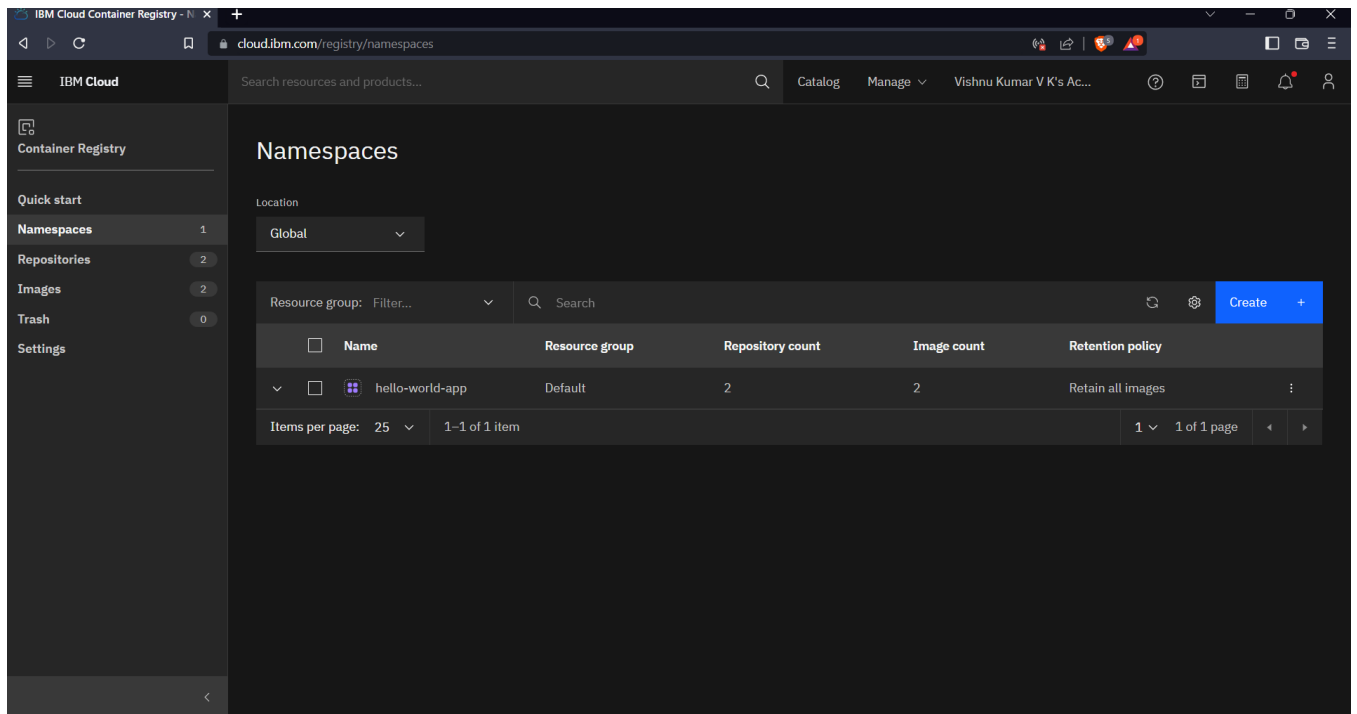 IBM Cloud Container Registry - N
cloud.ibm.com/registry/namespaces
5
1
IBM Cloud
Search resources and products...
Catalog
Manage
Vishnu Kumar V K's Ac...
Container Registry
Quick start
Namespaces 1
Repositories 2
Images 2
Trash 0
Settings
Namespaces
Location
Global
Resource group: Filter...
Search
Create +
Name Resource group Repository count Image count Retention policy
hello-world-app Default 2 2 Retain all images
Items per page: 25 1–1 of 1 item 1 1 of 1 page